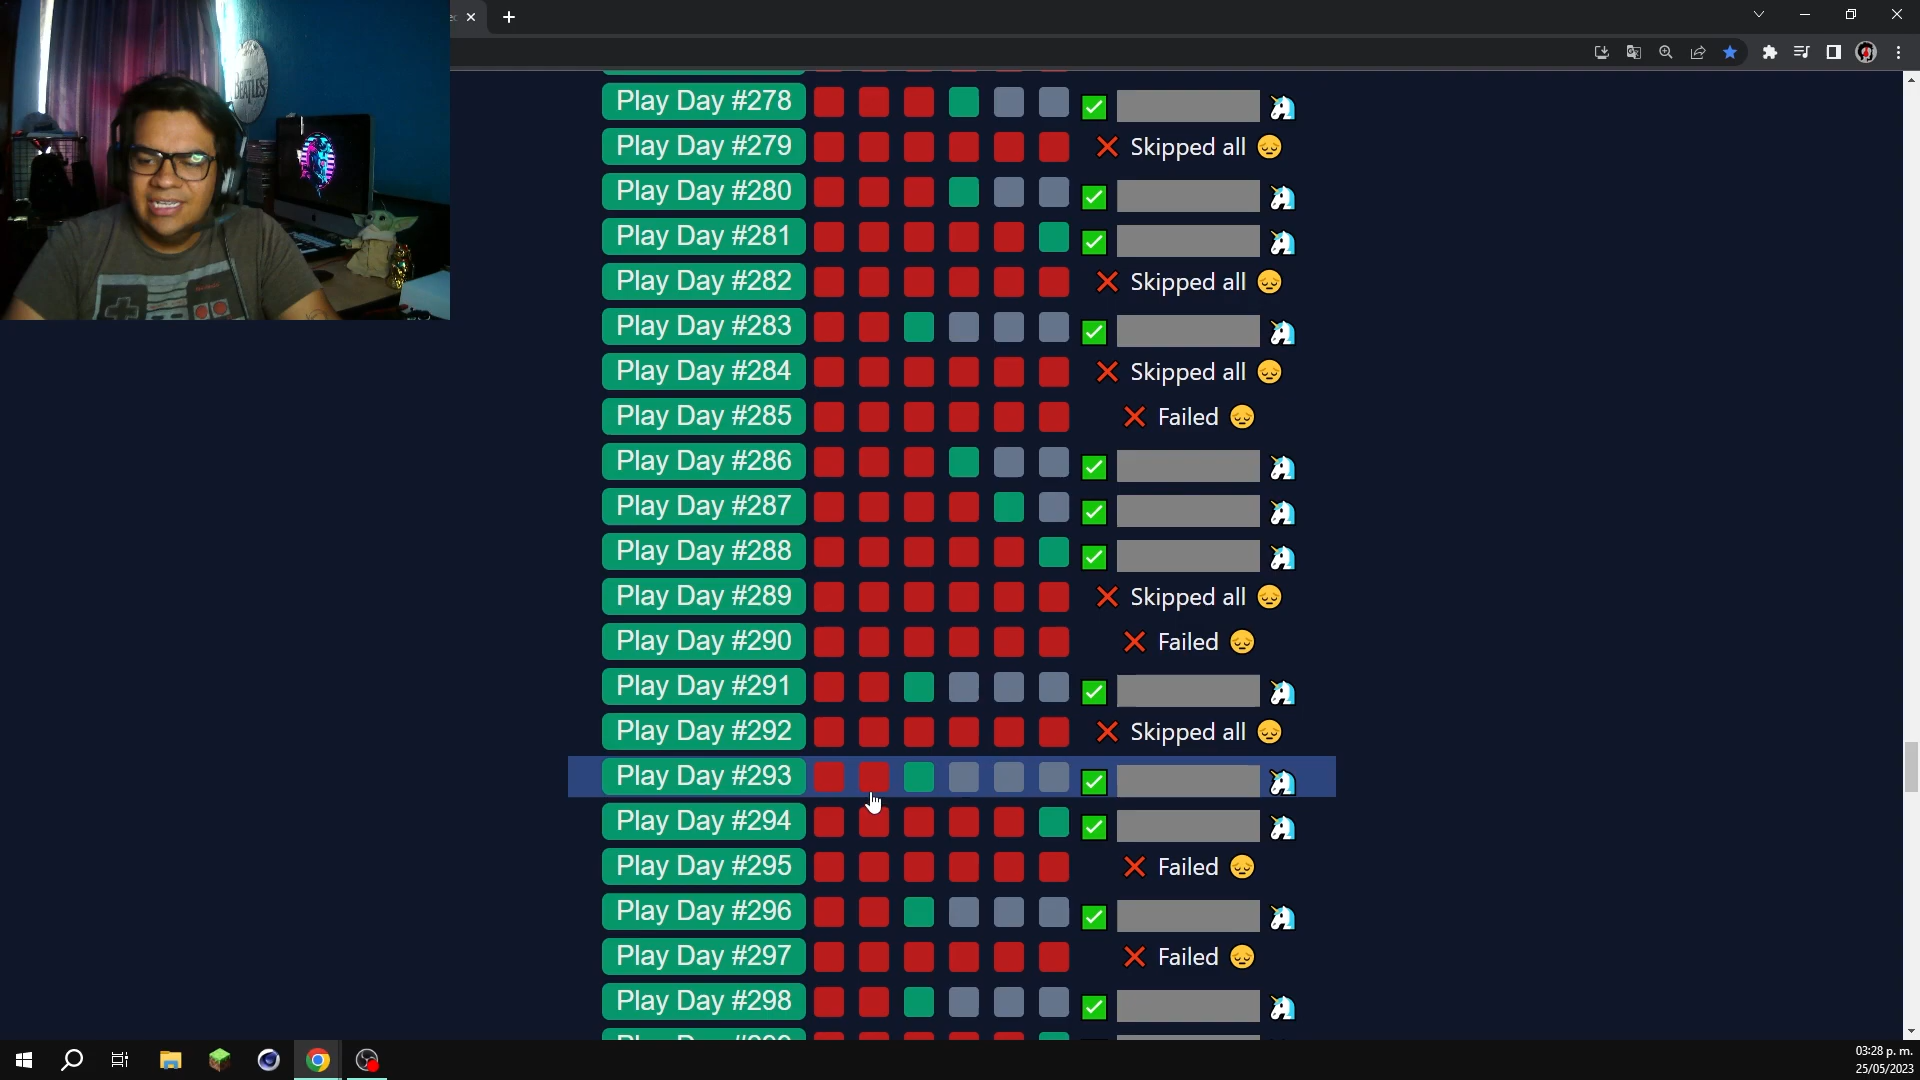 BEATLES
Play Day #278
Play Day #279 Skipped all
Play Day #280
Play Day #281
Play Day #282 Skipped all
Play Day #283
Play Day #284 Skipped all
Play Day #285 Failed
Play Day #286
Play Day #287
Play Day #288
Play Day #289 Skipped all
Play Day #290 Failed
Play Day #291
Play Day #292 Skipped all
Play Day #293
Play Day #294
Play Day #295 Failed
Play Day #296
Play Day #297 Failed
Play Day #298
03:28 p. m.
25/05/2023